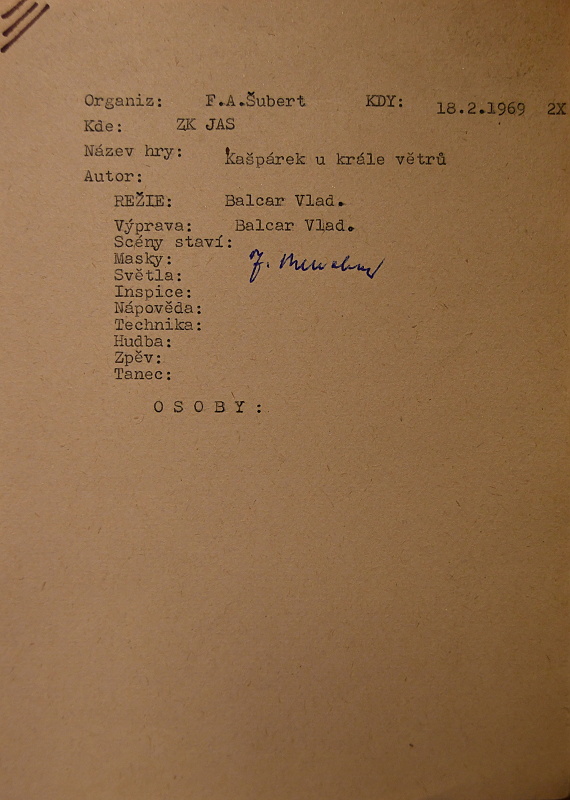 Organiz: F.A.Šubert KDY: 18.2.1969 2X
Kde: ZK JAS
Název hry: Kašpárek u krále větrů
Autor:
REŽIE: Balcar Vlad.
Výprava: Balcar Vlad.
Scény staví:
Masky:
Světla: J.
Inspice:
Nápověda:
Technika:
Hudba:
Zpěv:
Tanec:
O S O B Y :